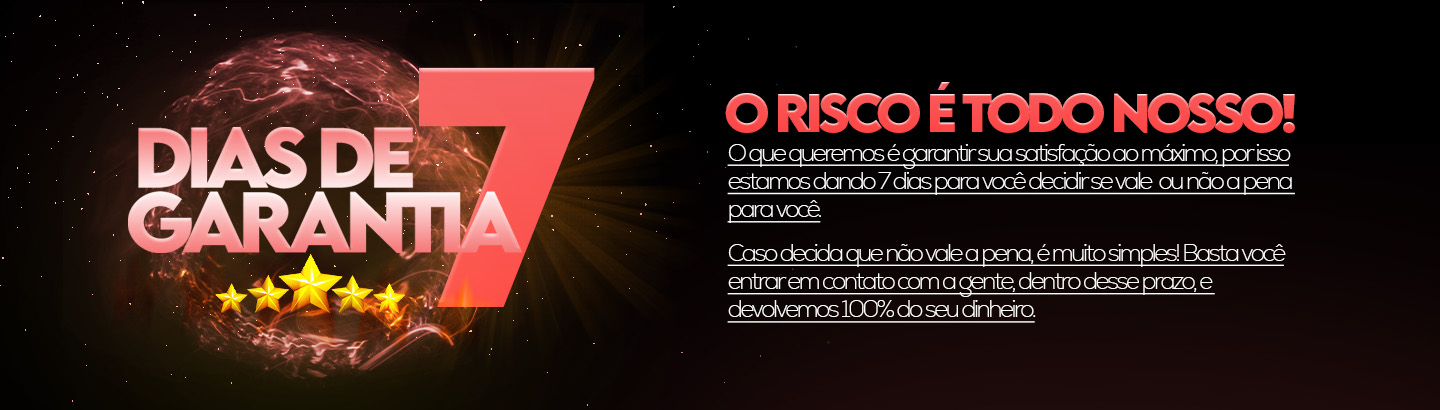 7
DIAS DE
GARANTIA
O RISCO É TODO NOSSO!
O que queremos é garantir sua satisfação ao máximo, por isso
estamos dando 7 dias para você decidir se vale ou não a pena
para você.
Caso decida que não vale a pena, é muito simples! Basta você
entrar em contato com a gente, dentro desse prazo, e
devolvemos 100% do seu dinheiro.